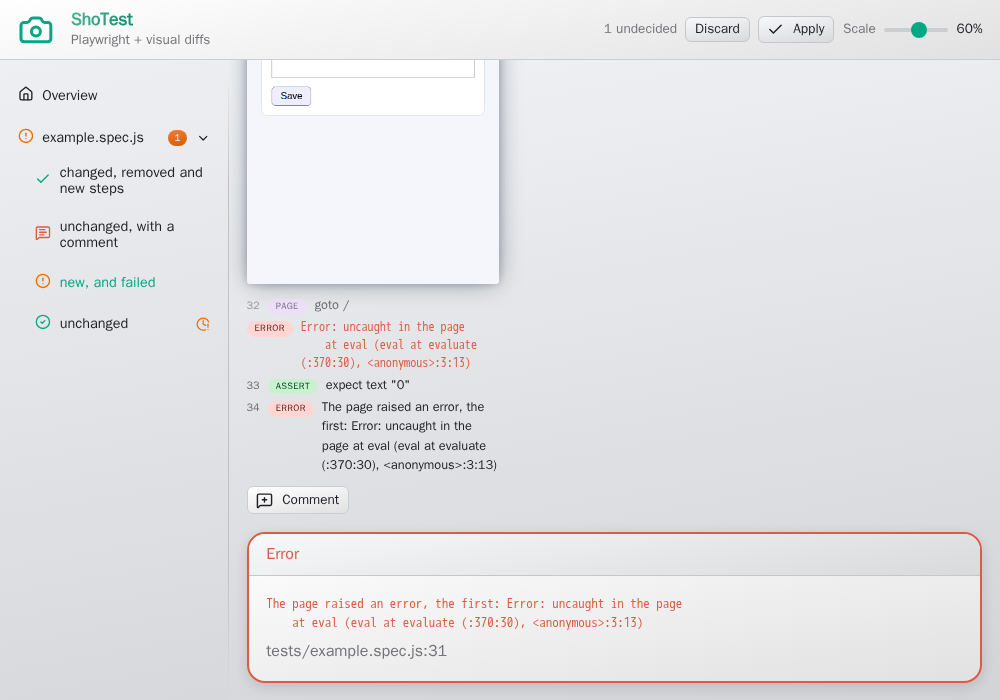 ShoTest
Playwright + visual diffs
1 undecided
Discard
Apply
Scale
60%
Overview
example.spec.js
1
changed, removed and
new steps
unchanged, with a
comment
new, and failed
unchanged
Save
32 PAGE goto /
ERROR Error: uncaught in the page
at eval (eval at evaluate
(:370:30), <anonymous>:3:13)
33 ASSERT expect text "0"
34 ERROR The page raised an error, the
first: Error: uncaught in the
page at eval (eval at evaluate
(:370:30), <anonymous>:3:13)
Comment
Error
The page raised an error, the first: Error: uncaught in the page
at eval (eval at evaluate (:370:30), <anonymous>:3:13)
tests/example.spec.js:31